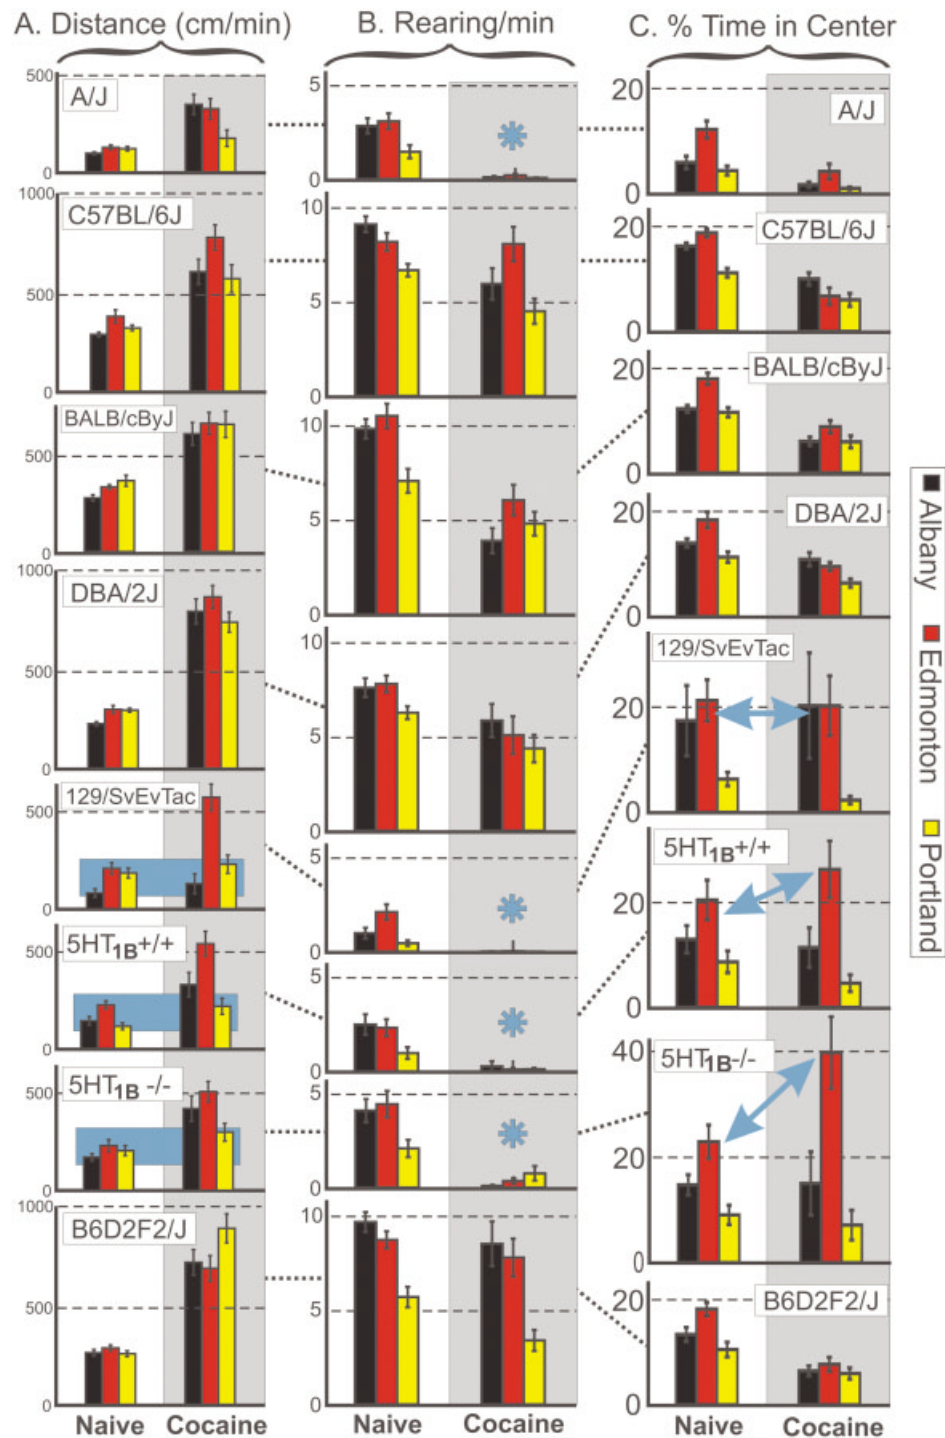 A. Distance (cm/min)
B. Rearing/min
C. % Time in Center
500
A/J
0
1000
C57BL/6J
500
0
BALB/cByJ
500
0
1000
DBA/2J
500
0
129/SvEvTac
500
0
5HT1B+/+
500
0
5HT1B -/-
500
0
1000
B6D2F2/J
500
0
Naive Cocaine
5
0
10
5
0
10
5
0
10
5
0
5
0
5
0
5
0
10
5
0
Naive Cocaine
20
A/J
0
20
C57BL/6J
0
BALB/cByJ
20
0
20
DBA/2J
0
129/SvEvTac
20
0
5HT1B+/+
20
0
5HT1B-/-
40
20
0
20
B6D2F2/J
0
Naive Cocaine
Albany
Edmonton
Portland